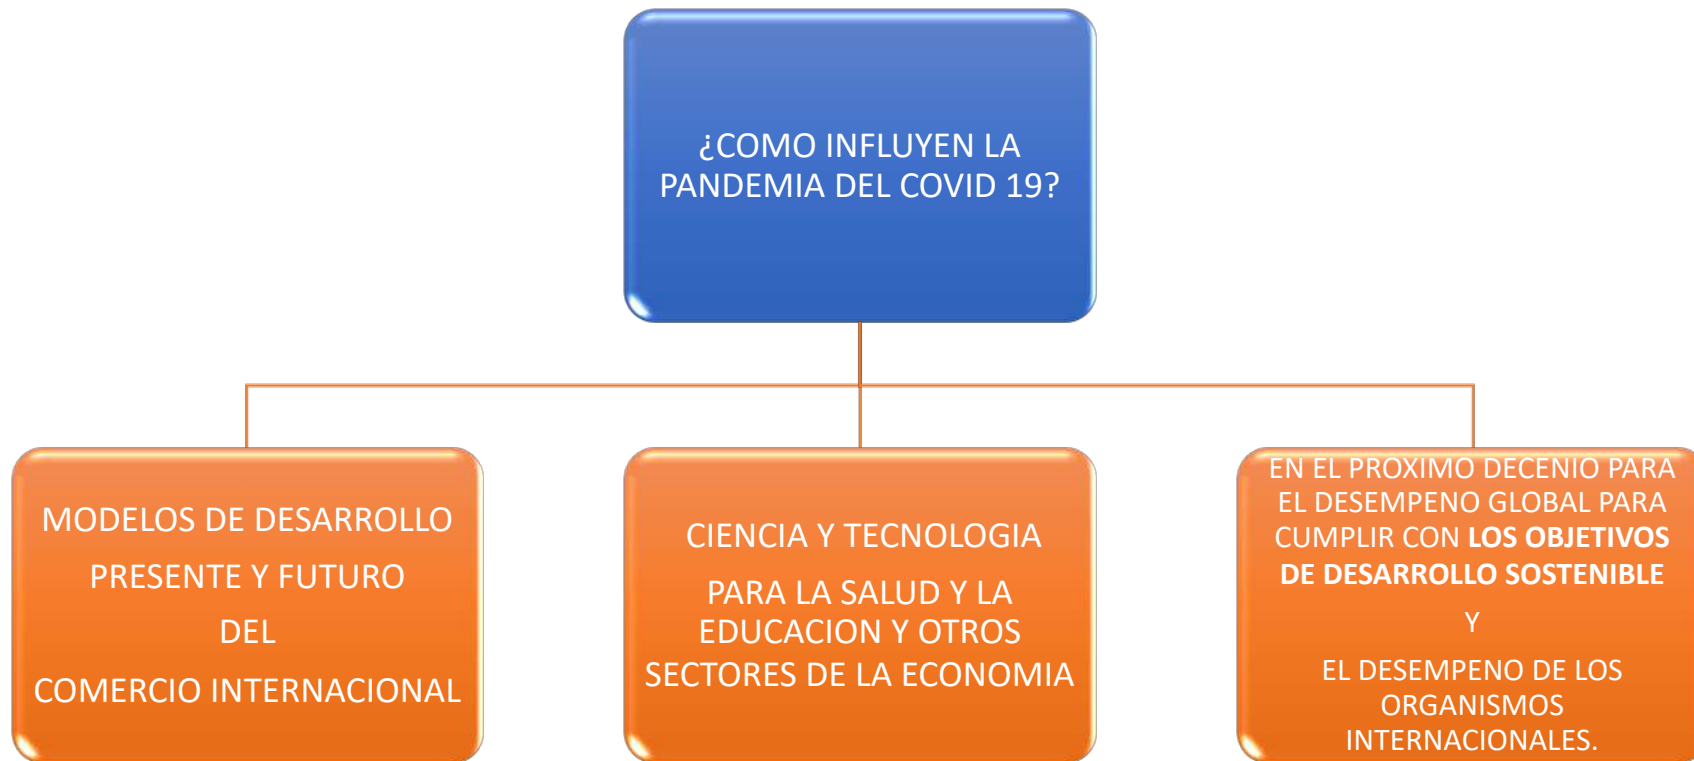 ¿COMO INFLUYEN LA
PANDEMIA DEL COVID 19?
MODELOS DE DESARROLLO
PRESENTE Y FUTURO
DEL
COMERCIO INTERNACIONAL
CIENCIA Y TECNOLOGIA
PARA LA SALUD Y LA
EDUCACION Y OTROS
SECTORES DE LA ECONOMIA
EN EL PROXIMO DECENIO PARA
EL DESEMPENO GLOBAL PARA
CUMPLIR CON LOS OBJETIVOS
DE DESARROLLO SOSTENIBLE
Y
EL DESEMPENO DE LOS
ORGANISMOS
INTERNACIONALES.